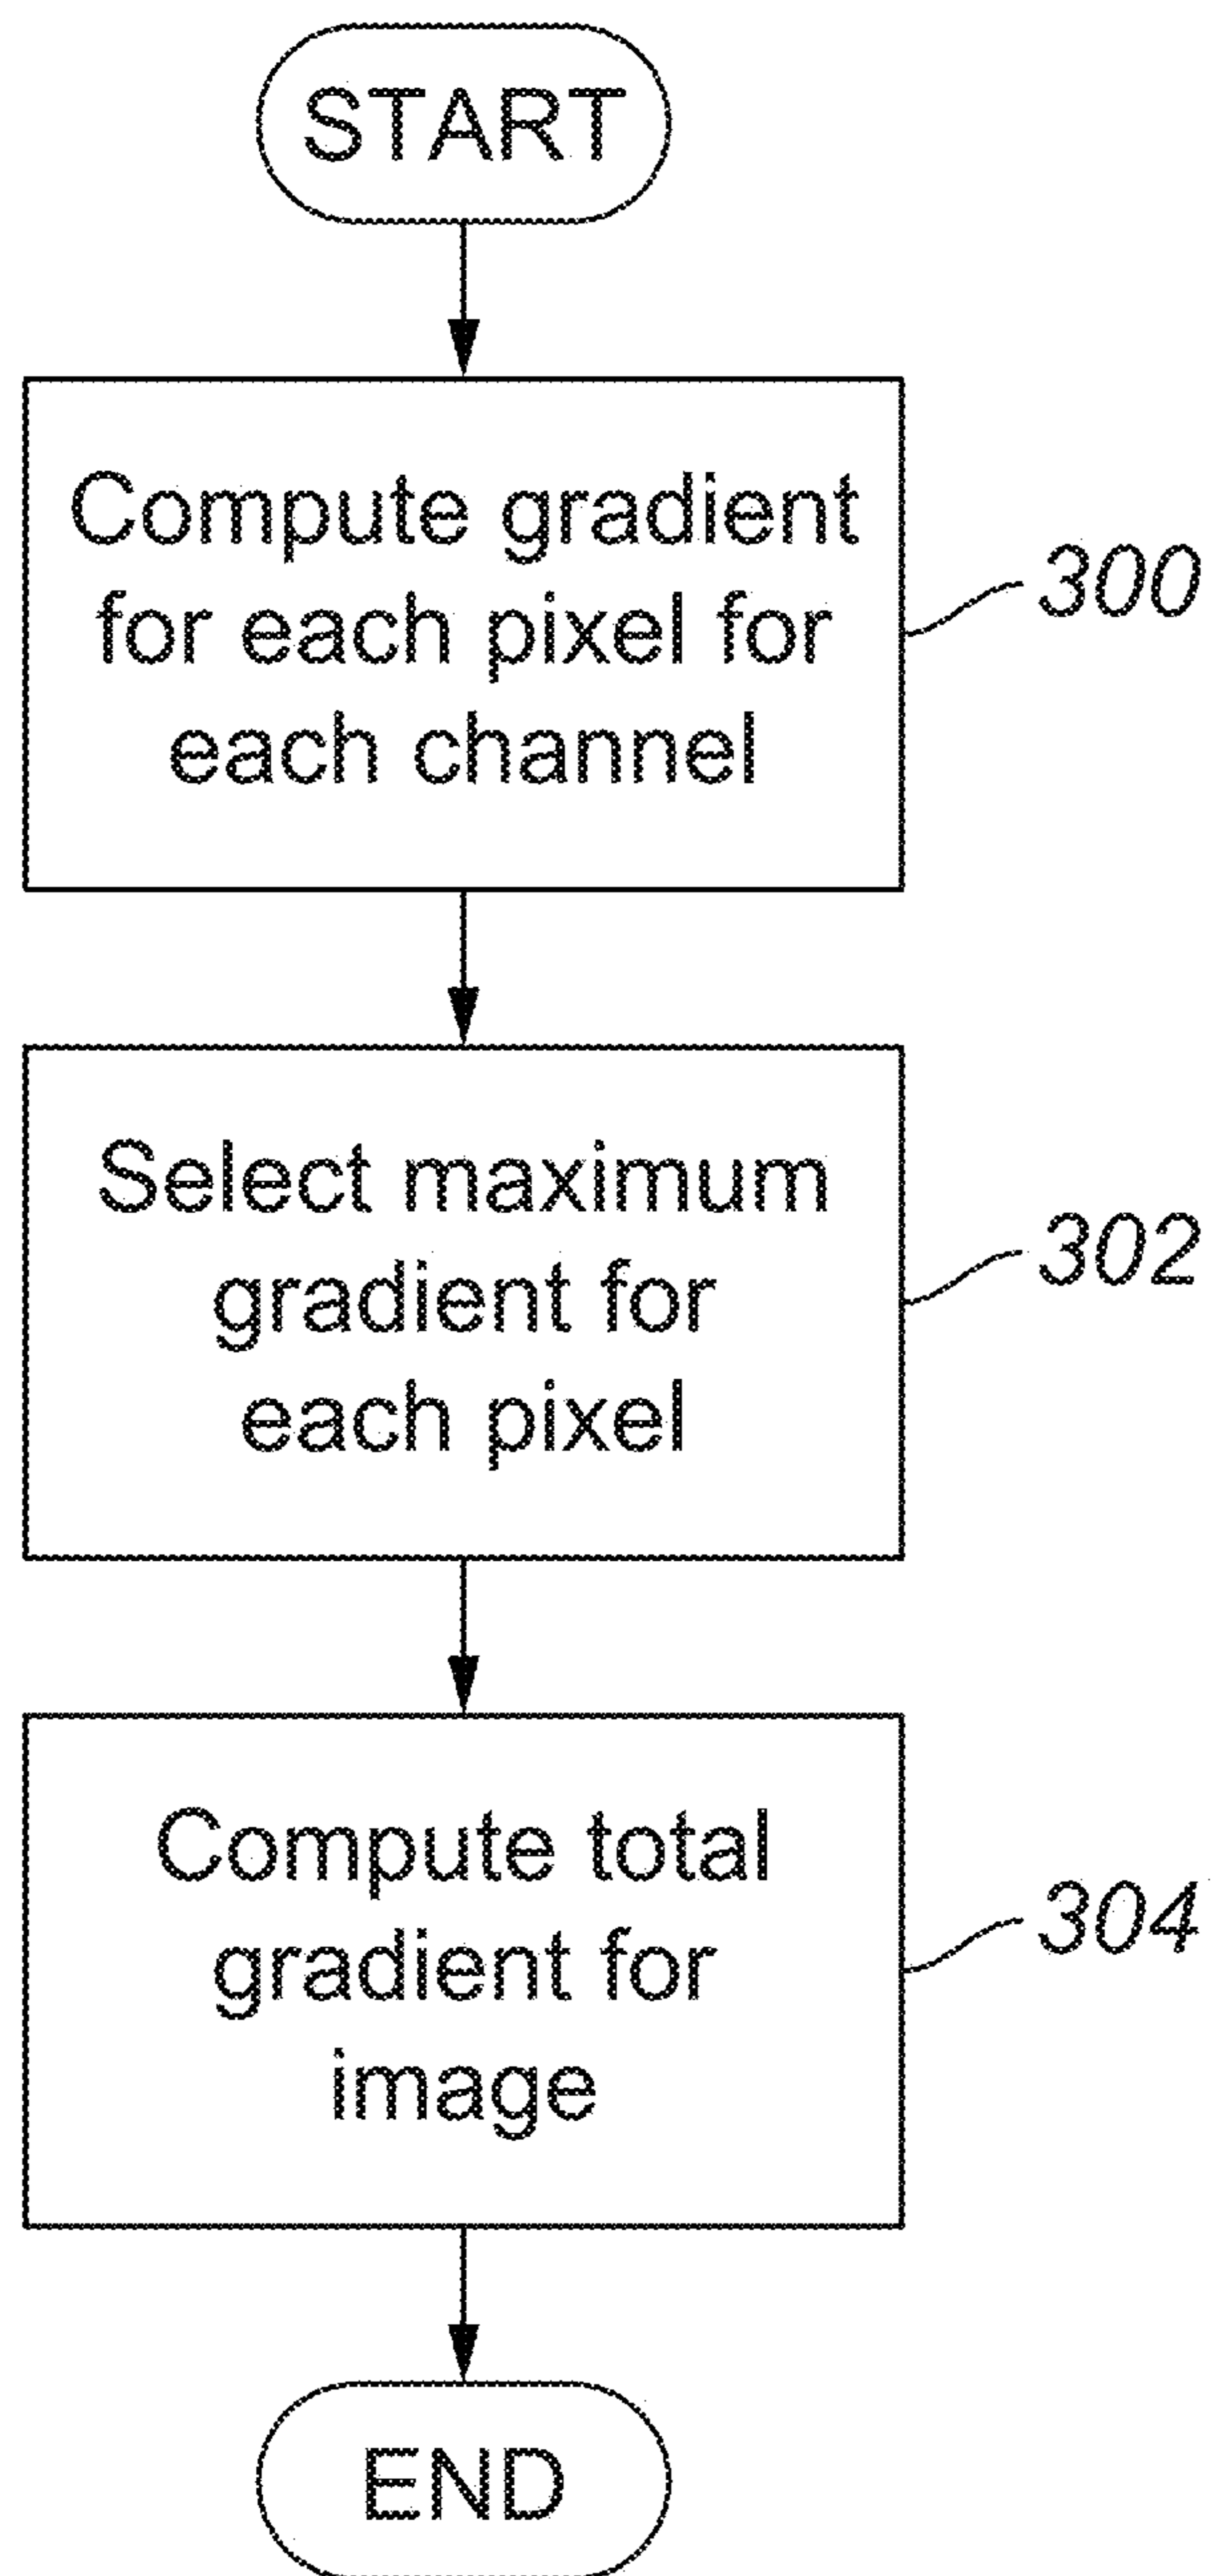 START
Compute gradient
for each pixel for
each channel
300
Select maximum
gradient for
each pixel
302
Compute total
gradient for
image
304
END